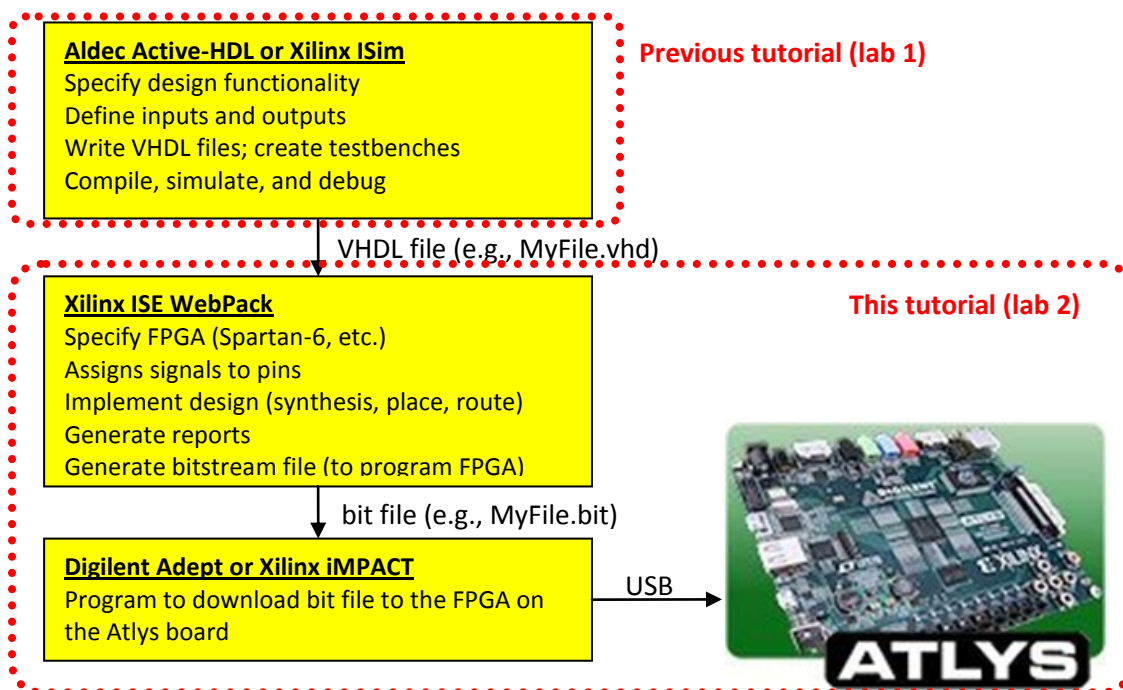 Aldec Active-HDL or Xilinx ISim
Specify design functionality
Define inputs and outputs
Write VHDL files; create testbenches
Compile, simulate, and debug
Previous tutorial (lab 1)
VHDL file (e.g., MyFile.vhd)
Xilinx ISE WebPack
Specify FPGA (Spartan-6, etc.)
Assigns signals to pins
Implement design (synthesis, place, route)
Generate reports
Generate bitstream file (to program FPGA)
This tutorial (lab 2)
bit file (e.g., MyFile.bit)
Digilent Adept or Xilinx iMPACT
Program to download bit file to the FPGA on
the Atlys board
USB
DIGILENT
XILINX
ATLYS